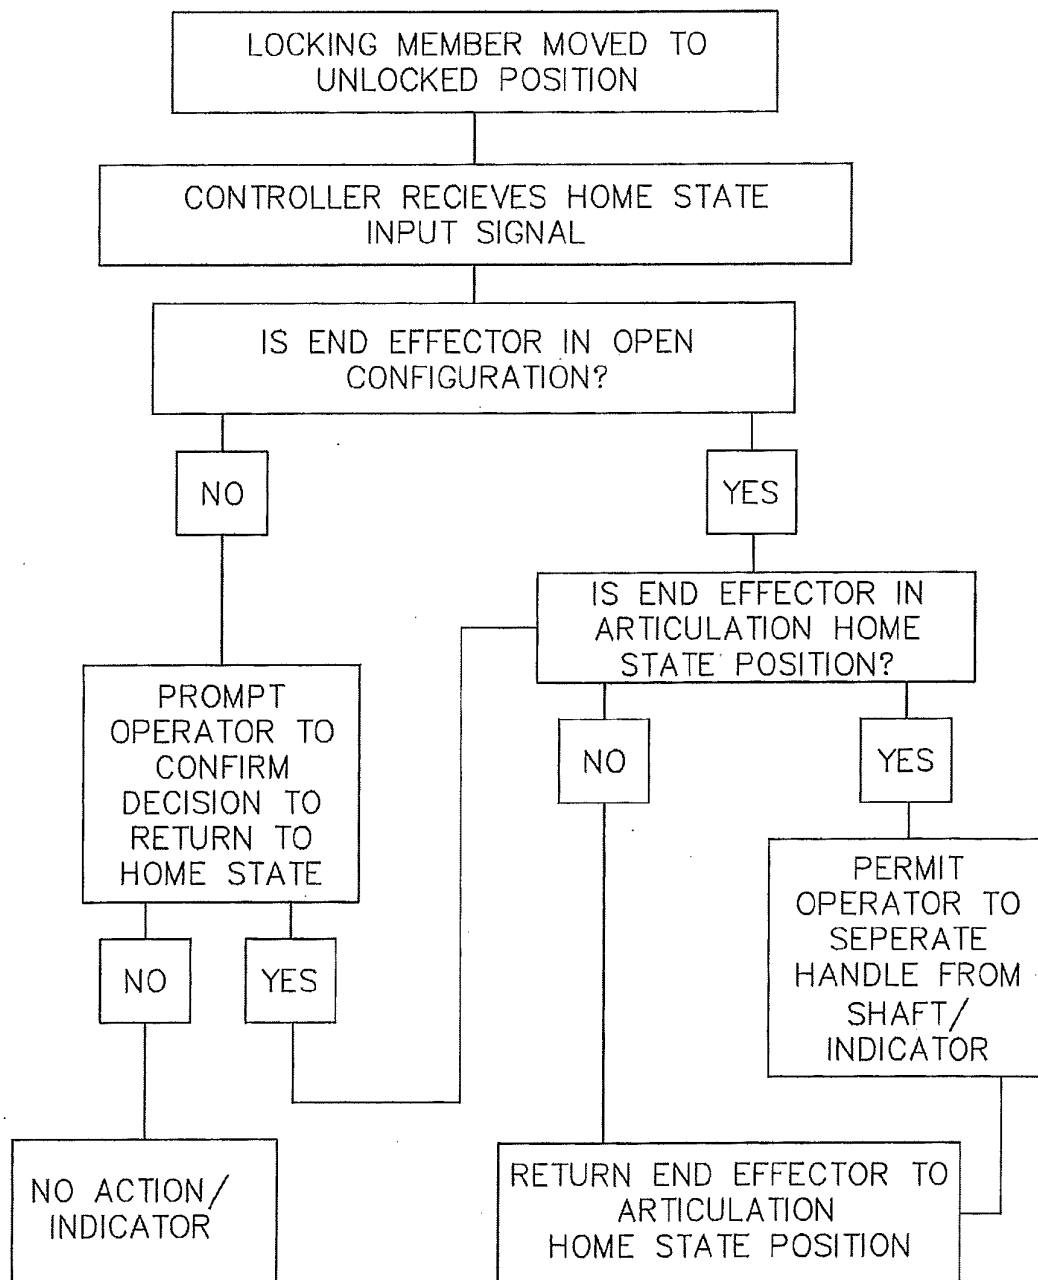 LOCKING MEMBER MOVED TO
UNLOCKED POSITION
CONTROLLER RECIEVES HOME STATE
INPUT SIGNAL
IS END EFFECTOR IN OPEN
CONFIGURATION?
NO
YES
IS END EFFECTOR IN
ARTICULATION HOME
STATE POSITION?
PROMPT
OPERATOR TO
CONFIRM
DECISION TO
RETURN TO
HOME STATE
NO
YES
PERMIT
OPERATOR TO
SEPERATE
HANDLE FROM
SHAFT/
INDICATOR
NO
YES
NO ACTION/
INDICATOR
RETURN END EFFECTOR TO
ARTICULATION
HOME STATE POSITION